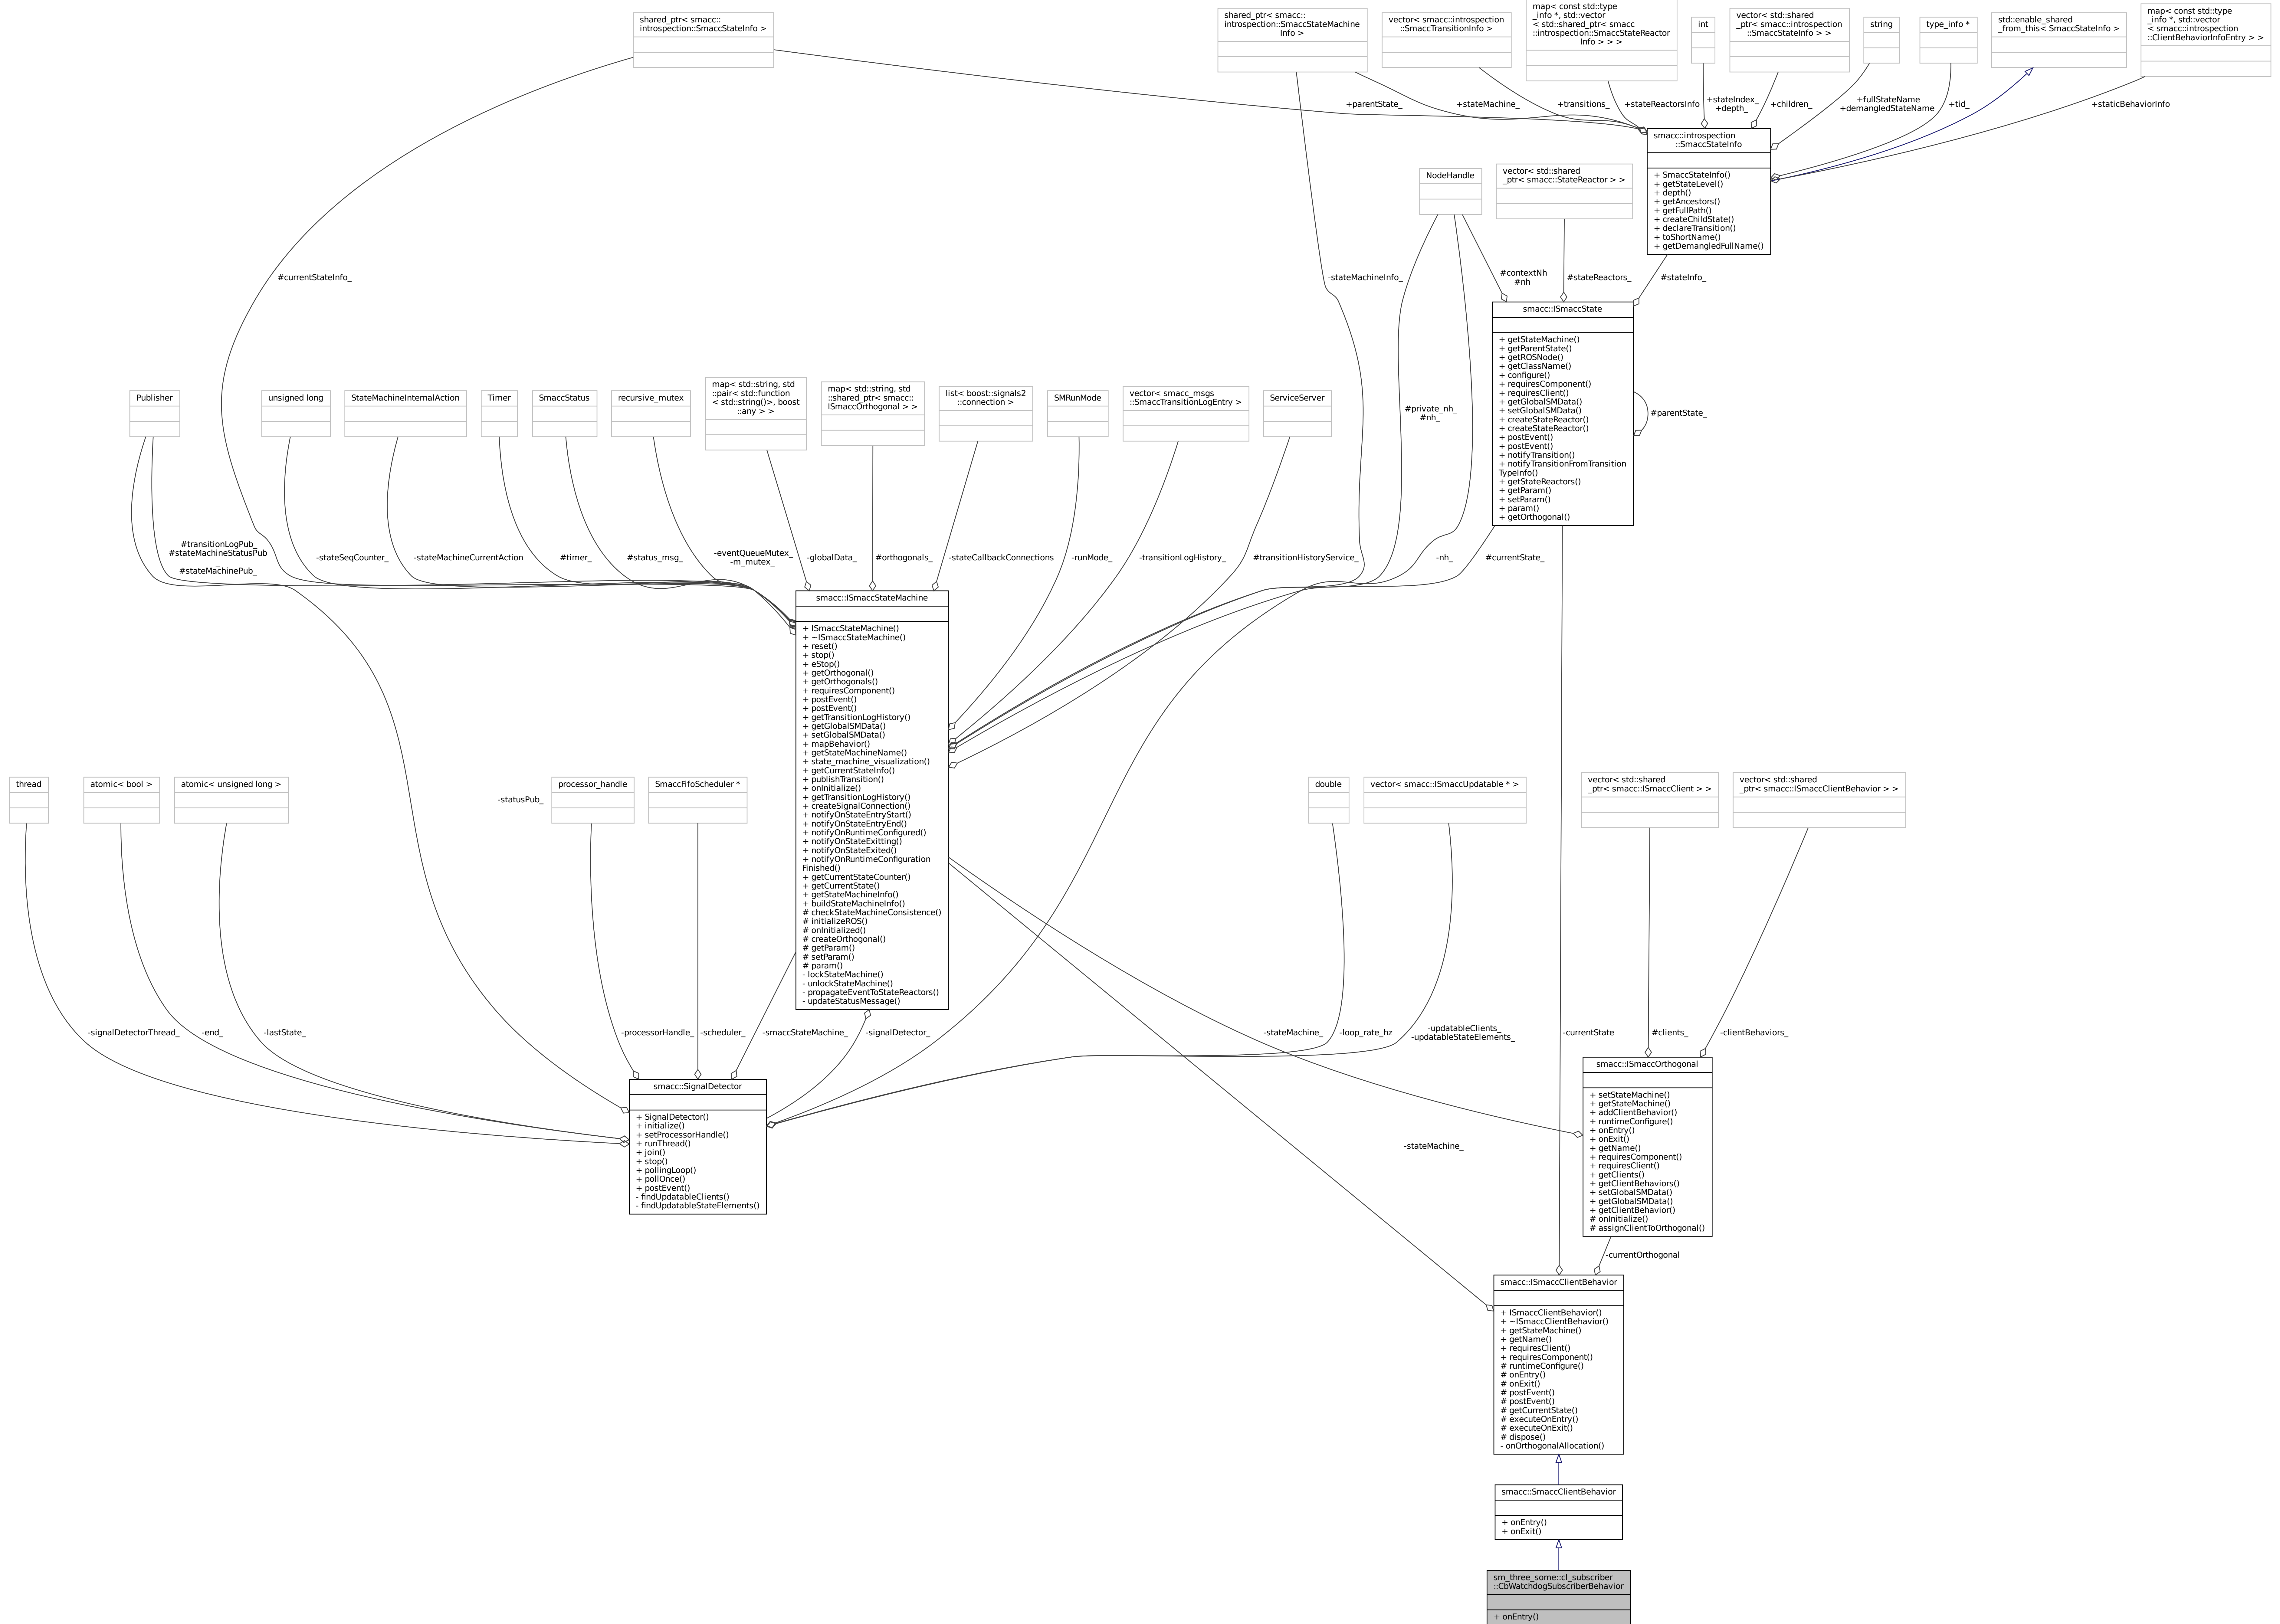 shared_ptr< smacc::
introspection::SmaccStateInfo >
shared_ptr< smacc::
introspection::SmaccStateMachine
Info >
vector< smacc::introspection
::SmaccTransitionInfo >
map< const std::type
_info *, std::vector
< std::shared_ptr< smacc
::introspection::SmaccStateReactor
Info > > >
int
vector< std::shared
_ptr< smacc::introspection
::SmaccStateInfo > >
string
type_info *
std::enable_shared
_from_this< SmaccStateInfo >
map< const std::type
_info *, std::vector
< smacc::introspection
::ClientBehaviorInfoEntry > >
+parentState_
+stateMachine_
+transitions_
+stateReactorsInfo
+stateIndex_
+depth_
+children_
+fullStateName
+demangledStateName
+tid_
+staticBehaviorInfo
smacc::introspection
::SmaccStateInfo
+ SmaccStateInfo()
+ getStateLevel()
+ depth()
+ getAncestors()
+ getFullPath()
+ createChildState()
+ declareTransition()
+ toShortName()
+ getDemangledFullName()
NodeHandle
vector< std::shared
_ptr< smacc::StateReactor > >
#currentStateInfo_
-stateMachineInfo_
#contextNh
#nh
#stateReactors_
#stateInfo_
smacc::ISmaccState
+ getStateMachine()
+ getParentState()
+ getROSNode()
+ getClassName()
+ configure()
+ requiresComponent()
+ requiresClient()
+ getGlobalSMData()
+ setGlobalSMData()
+ createStateReactor()
+ createStateReactor()
+ postEvent()
+ postEvent()
+ notifyTransition()
+ notifyTransitionFromTransition
TypeInfo()
+ getStateReactors()
+ getParam()
+ setParam()
+ param()
+ getOrthogonal()
#parentState_
#private_nh_
#nh_
Publisher
unsigned long
StateMachineInternalAction
Timer
SmaccStatus
recursive_mutex
map< std::string, std
::pair< std::function
< std::string()>, boost
::any > >
map< std::string, std
::shared_ptr< smacc::
ISmaccOrthogonal > >
list< boost::signals2
::connection >
SMRunMode
vector< smacc_msgs
::SmaccTransitionLogEntry >
ServiceServer
#transitionLogPub_
#stateMachineStatusPub
_
#stateMachinePub_
-stateSeqCounter_
-stateMachineCurrentAction
#timer_
#status_msg_
-eventQueueMutex_
-m_mutex_
-globalData_
#orthogonals_
-stateCallbackConnections
-runMode_
-transitionLogHistory_
#transitionHistoryService_
-nh_
#currentState_
smacc::ISmaccStateMachine
+ ISmaccStateMachine()
+ ~ISmaccStateMachine()
+ reset()
+ stop()
+ eStop()
+ getOrthogonal()
+ getOrthogonals()
+ requiresComponent()
+ postEvent()
+ postEvent()
+ getTransitionLogHistory()
+ getGlobalSMData()
+ setGlobalSMData()
+ mapBehavior()
+ getStateMachineName()
+ state_machine_visualization()
+ getCurrentStateInfo()
+ publishTransition()
+ onInitialize()
+ getTransitionLogHistory()
+ createSignalConnection()
+ notifyOnStateEntryStart()
+ notifyOnStateEntryEnd()
+ notifyOnRuntimeConfigured()
+ notifyOnStateExitting()
+ notifyOnStateExited()
+ notifyOnRuntimeConfiguration
Finished()
+ getCurrentStateCounter()
+ getCurrentState()
+ getStateMachineInfo()
+ buildStateMachineInfo()
# checkStateMachineConsistence()
# initializeROS()
# onInitialized()
# createOrthogonal()
# getParam()
# setParam()
# param()
- lockStateMachine()
- unlockStateMachine()
- propagateEventToStateReactors()
- updateStatusMessage()
thread
atomic< bool >
atomic< unsigned long >
-statusPub_
processor_handle
SmaccFifoScheduler *
double
vector< smacc::ISmaccUpdatable * >
vector< std::shared
_ptr< smacc::ISmaccClient > >
vector< std::shared
_ptr< smacc::ISmaccClientBehavior > >
-signalDetectorThread_
-end_
-lastState_
-processorHandle_
-scheduler_
-smaccStateMachine_
-signalDetector_
-stateMachine_
-loop_rate_hz
-updatableClients_
-updatableStateElements_
-currentState
#clients_
-clientBehaviors_
smacc::SignalDetector
+ SignalDetector()
+ initialize()
+ setProcessorHandle()
+ runThread()
+ join()
+ stop()
+ pollingLoop()
+ pollOnce()
+ postEvent()
- findUpdatableClients()
- findUpdatableStateElements()
-stateMachine_
smacc::ISmaccOrthogonal
+ setStateMachine()
+ getStateMachine()
+ addClientBehavior()
+ runtimeConfigure()
+ onEntry()
+ onExit()
+ getName()
+ requiresComponent()
+ requiresClient()
+ getClients()
+ getClientBehaviors()
+ setGlobalSMData()
+ getGlobalSMData()
+ getClientBehavior()
# onInitialize()
# assignClientToOrthogonal()
-currentOrthogonal
smacc::ISmaccClientBehavior
+ ISmaccClientBehavior()
+ ~ISmaccClientBehavior()
+ getStateMachine()
+ getName()
+ requiresClient()
+ requiresComponent()
# runtimeConfigure()
# onEntry()
# onExit()
# postEvent()
# postEvent()
# getCurrentState()
# executeOnEntry()
# executeOnExit()
# dispose()
- onOrthogonalAllocation()
smacc::SmaccClientBehavior
+ onEntry()
+ onExit()
sm_three_some::cl_subscriber
::CbWatchdogSubscriberBehavior
+ onEntry()